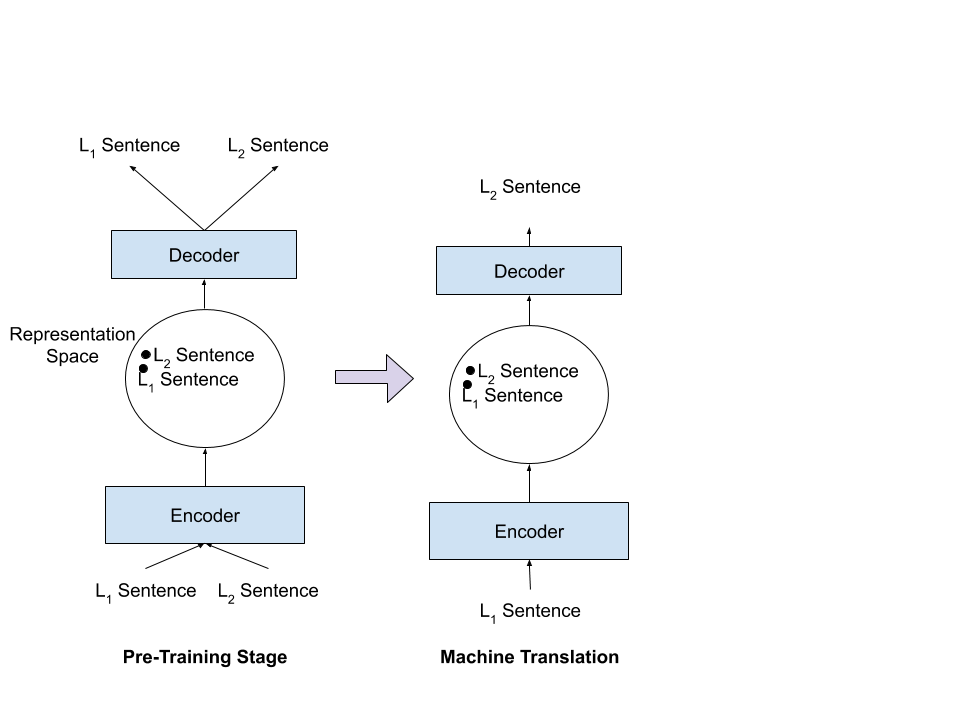 L₁ Sentence
L₂ Sentence
Decoder
Representation
Space
L₂ Sentence
L₁ Sentence
Encoder
L₁ Sentence
L₂ Sentence
Pre-Training Stage
L₂ Sentence
Decoder
L₂ Sentence
L₁ Sentence
Encoder
L₁ Sentence
Machine Translation